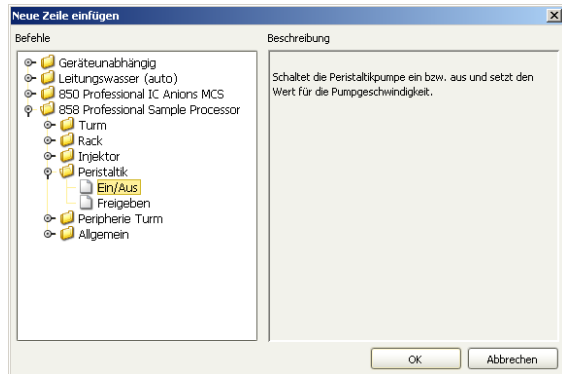 Neue Zeile einfügen
Befehle
Beschreibung
Geräteunabhängig
Leitungswasser (auto)
850 Professional IC Anions MCS
858 Professional Sample Processor
Turm
Rack
Injektor
Peristaltik
Ein/Aus
Freigeben
Peripherie Turm
Allgemein
Schaltet die Peristaltikpumpe ein bzw. aus und setzt den
Wert für die Pumpgeschwindigkeit.
OK
Abbrechen